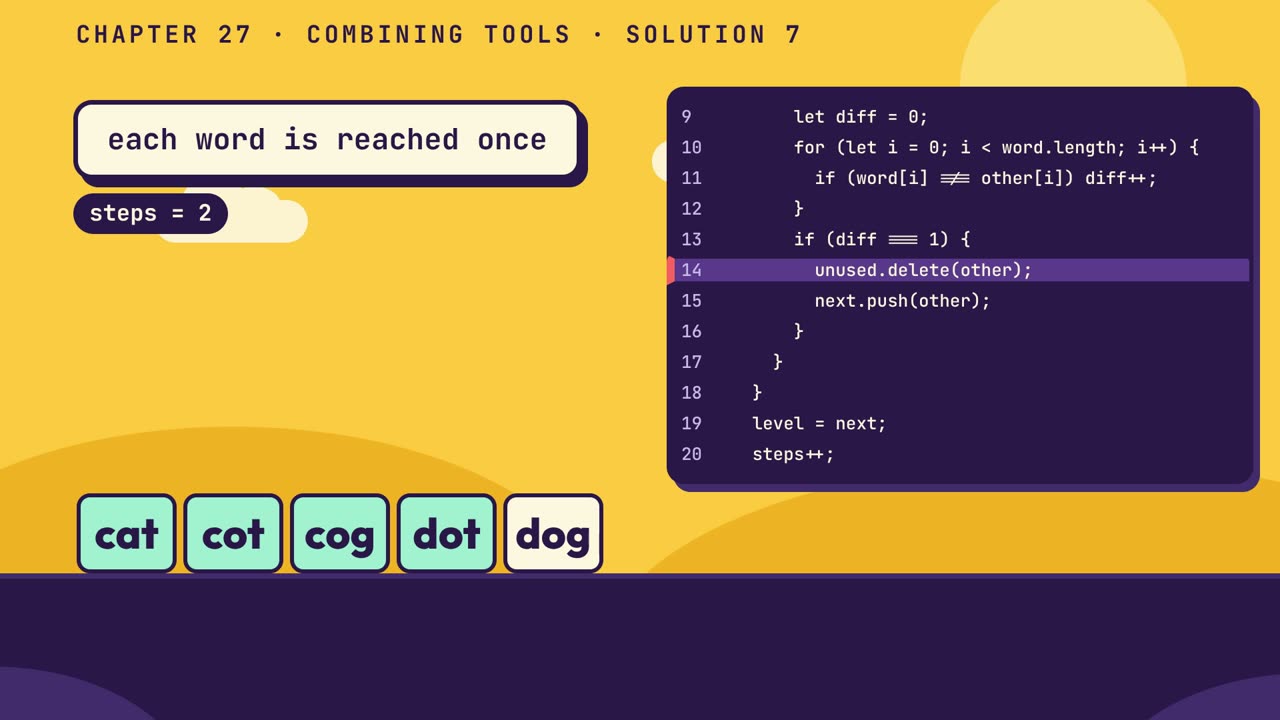 CHAPTER 27 · COMBINING TOOLS · SOLUTION 7
each word is reached once
steps = 2
9 let diff = 0;
10 for (let i = 0; i < word.length; i++) {
11 if (word[i] !== other[i]) diff++;
12 }
13 if (diff === 1) {
14 unused.delete(other);
15 next.push(other);
16 }
17 }
18 }
19 level = next;
20 steps++;
cat cot cog dot dog